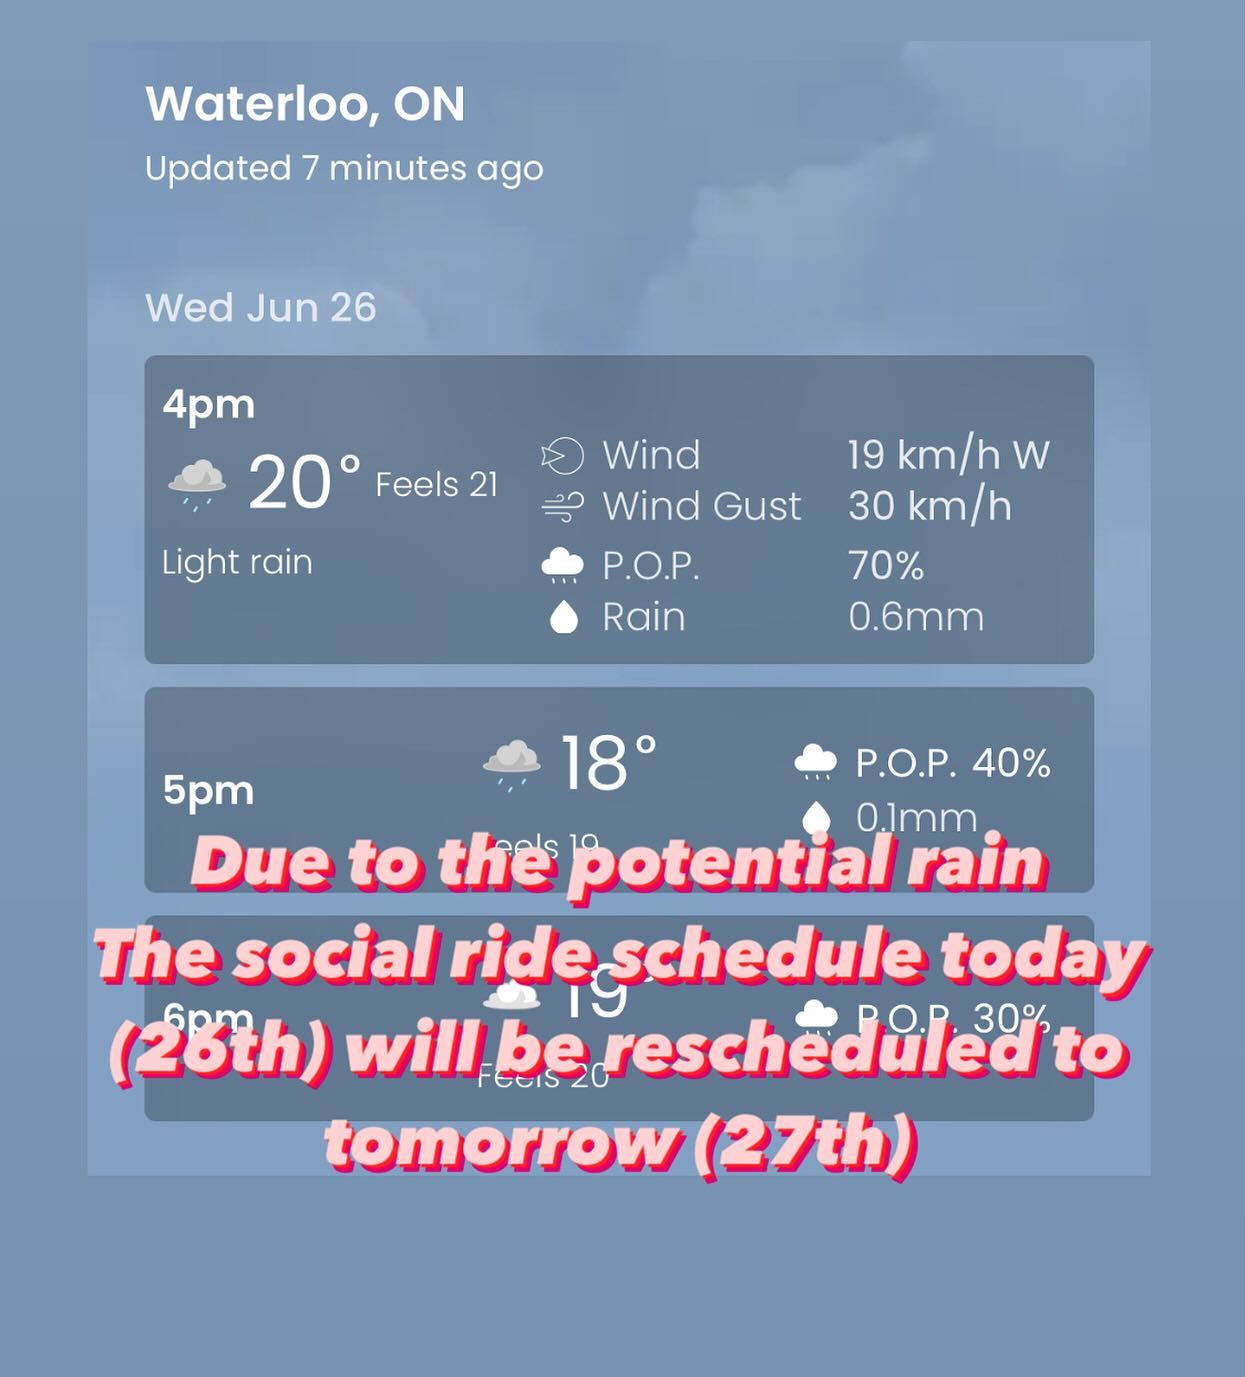 Waterloo, ON
Updated 7 minutes ago
Wed Jun 26
4pm
20° Feels 21
Light rain
Wind 19 km/h W
Wind Gust 30 km/h
P.O.P. 70%
Rain 0.6mm
5pm
18°
Feels 19
P.O.P. 40%
0.1mm
6pm
19°
Feels 20
P.O.P. 30%
Due to the potential rain
The social ride schedule today
(26th) will be rescheduled to
tomorrow (27th)